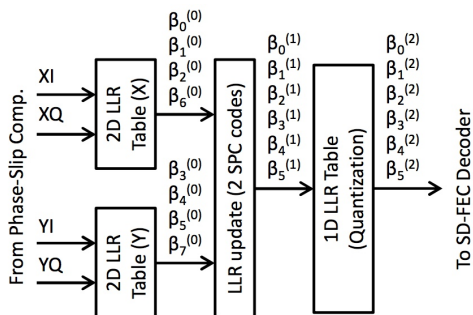 From Phase-Slip Comp.
XI
XQ
YI
YQ
2D LLR
Table (X)
2D LLR
Table (Y)
β₀⁽⁰⁾
β₁⁽⁰⁾
β₂⁽⁰⁾
β₆⁽⁰⁾
β₃⁽⁰⁾
β₄⁽⁰⁾
β₅⁽⁰⁾
β₇⁽⁰⁾
LLR update (2 SPC codes)
β₀⁽¹⁾
β₁⁽¹⁾
β₂⁽¹⁾
β₃⁽¹⁾
β₄⁽¹⁾
β₅⁽¹⁾
1D LLR Table
(Quantization)
β₀⁽²⁾
β₁⁽²⁾
β₂⁽²⁾
β₃⁽²⁾
β₄⁽²⁾
β₅⁽²⁾
To SD-FEC Decoder